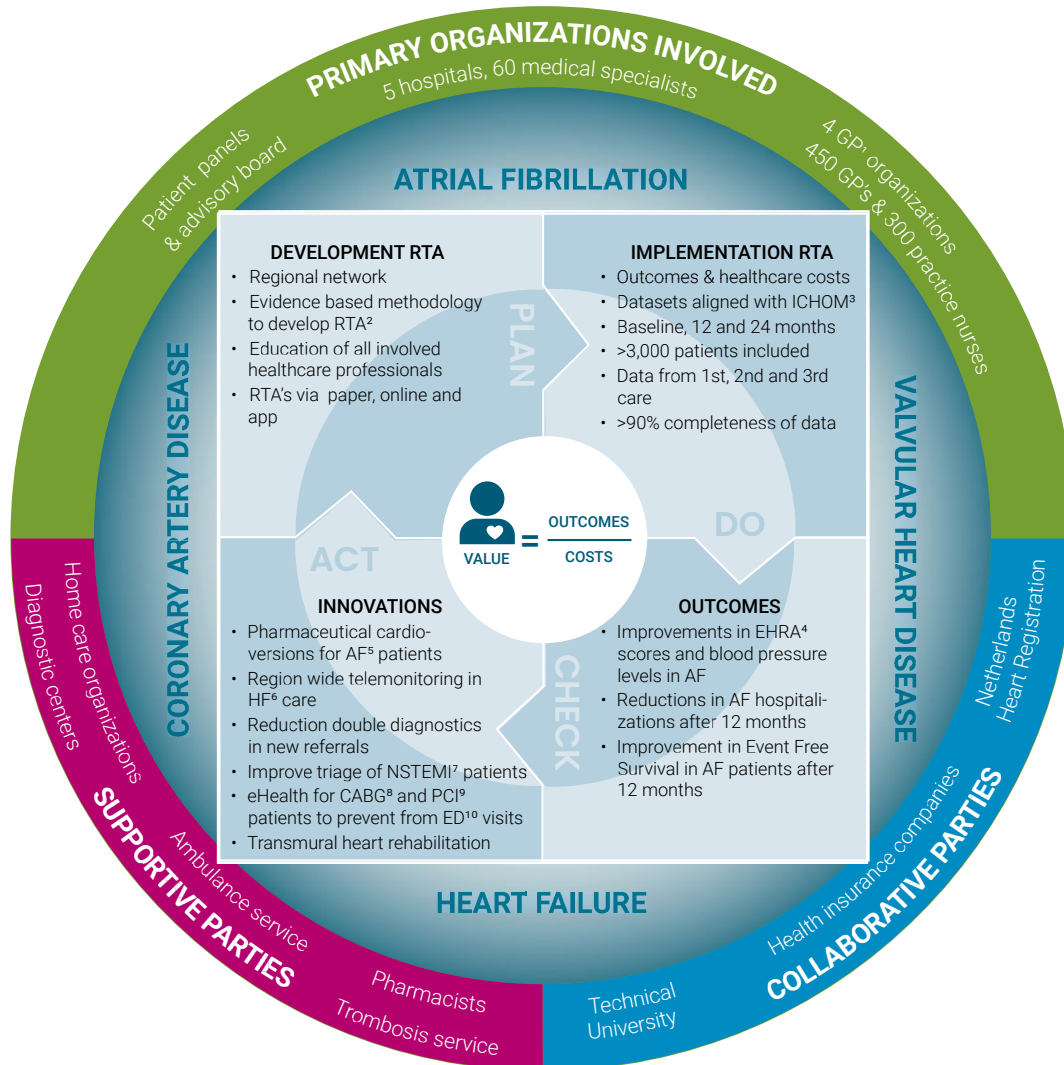 PRIMARY ORGANIZATIONS INVOLVED
5 hospitals, 60 medical specialists
Patient panels
& advisory board
4 GP¹ organizations
450 GP's & 300 practice nurses
ATRIAL FIBRILLATION
CORONARY ARTERY DISEASE
VALVULAR HEART DISEASE
HEART FAILURE
DEVELOPMENT RTA
• Regional network
• Evidence based methodology
to develop RTA²
• Education of all involved
healthcare professionals
• RTA's via paper, online and
app
PLAN
IMPLEMENTATION RTA
• Outcomes & healthcare costs
• Datasets aligned with ICHOM³
• Baseline, 12 and 24 months
• >3,000 patients included
• Data from 1st, 2nd and 3rd
care
• >90% completeness of data
DO
VALUE = OUTCOMES
COSTS
ACT
INNOVATIONS
• Pharmaceutical cardio-
versions for AF⁵ patients
• Region wide telemonitoring in
HF⁶ care
• Reduction double diagnostics
in new referrals
• Improve triage of NSTEMI⁷ patients
• eHealth for CABG⁸ and PCI⁹
patients to prevent from ED¹⁰ visits
• Transmural heart rehabilitation
CHECK
OUTCOMES
• Improvements in EHRA⁴
scores and blood pressure
levels in AF
• Reductions in AF hospitali-
zations after 12 months
• Improvement in Event Free
Survival in AF patients after
12 months
Home care organizations
Diagnostic centers
SUPPORTIVE PARTIES
Ambulance service
Pharmacists
Trombosis service
Netherlands
Heart Registration
Health insurance companies
COLLABORATIVE PARTIES
Technical
University